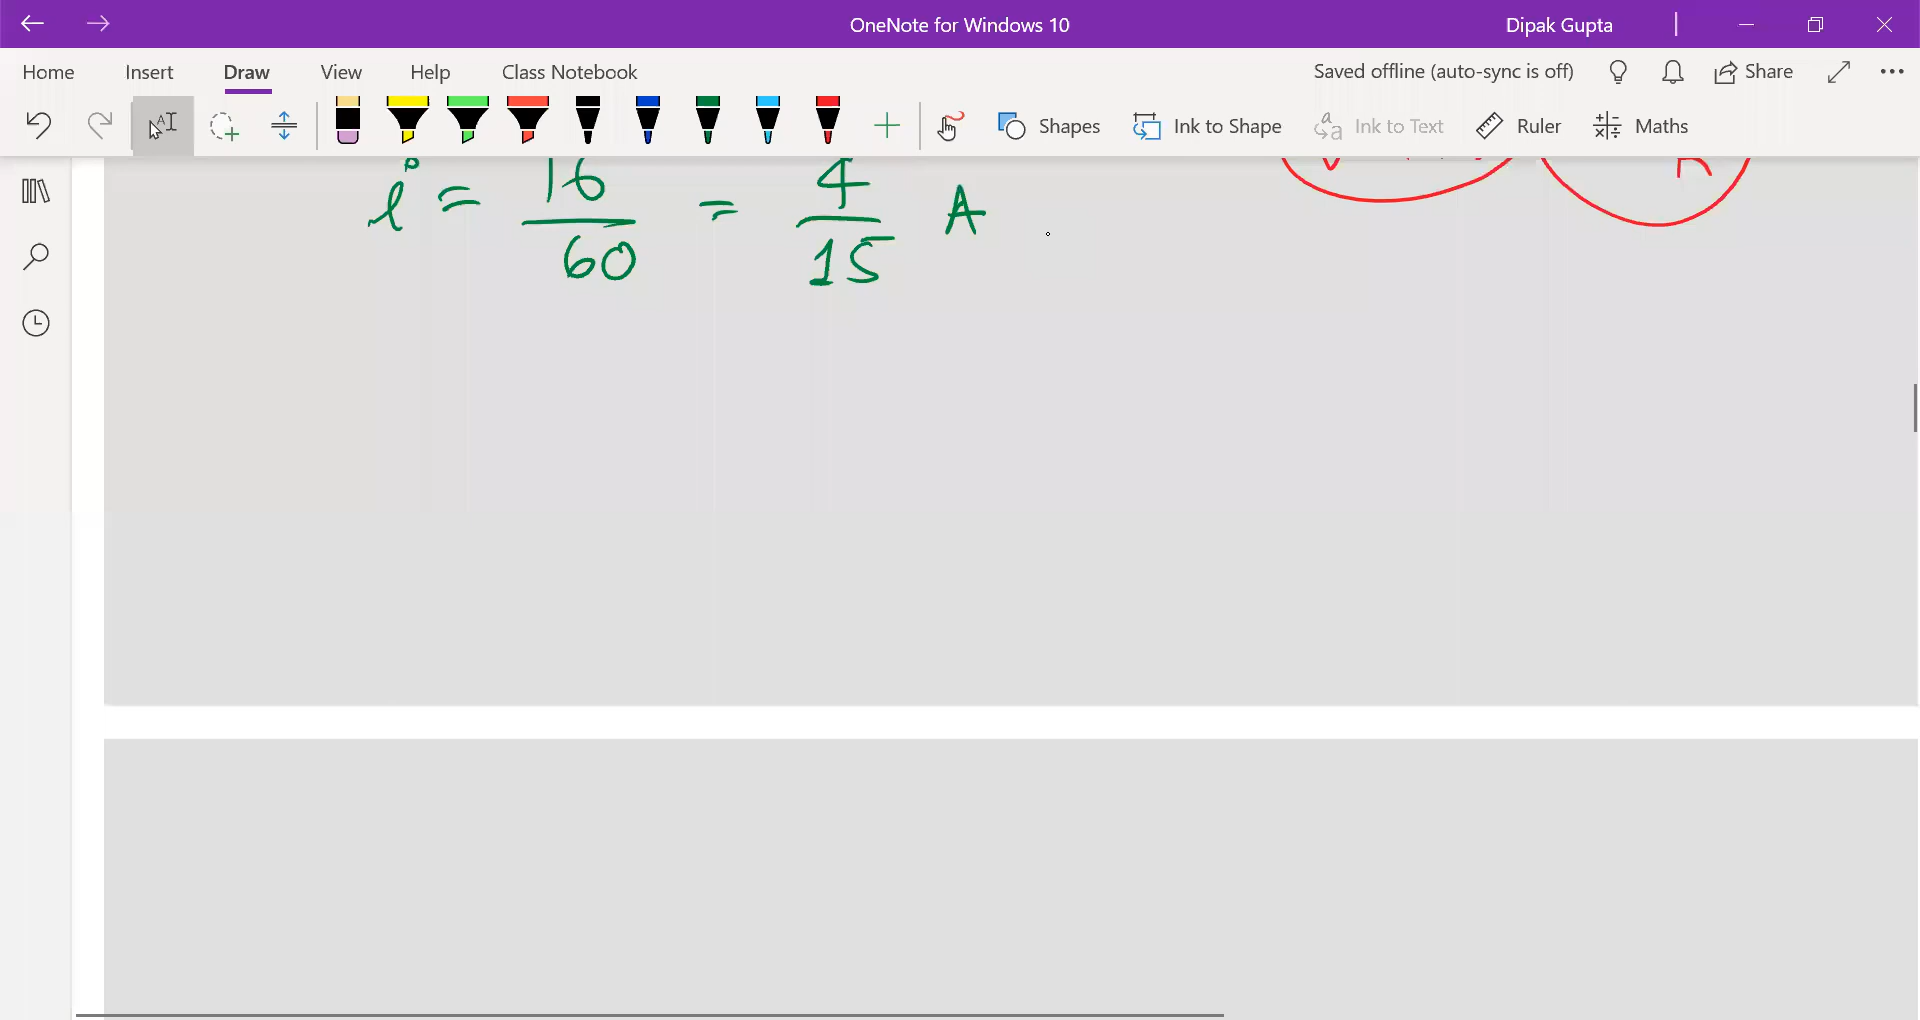 OneNote for Windows 10
Dipak Gupta
Home Insert Draw View Help Class Notebook
Saved offline (auto-sync is off) Share
Shapes Ink to Shape Ink to Text Ruler Maths
i = 16/60 = 4/15 A
R